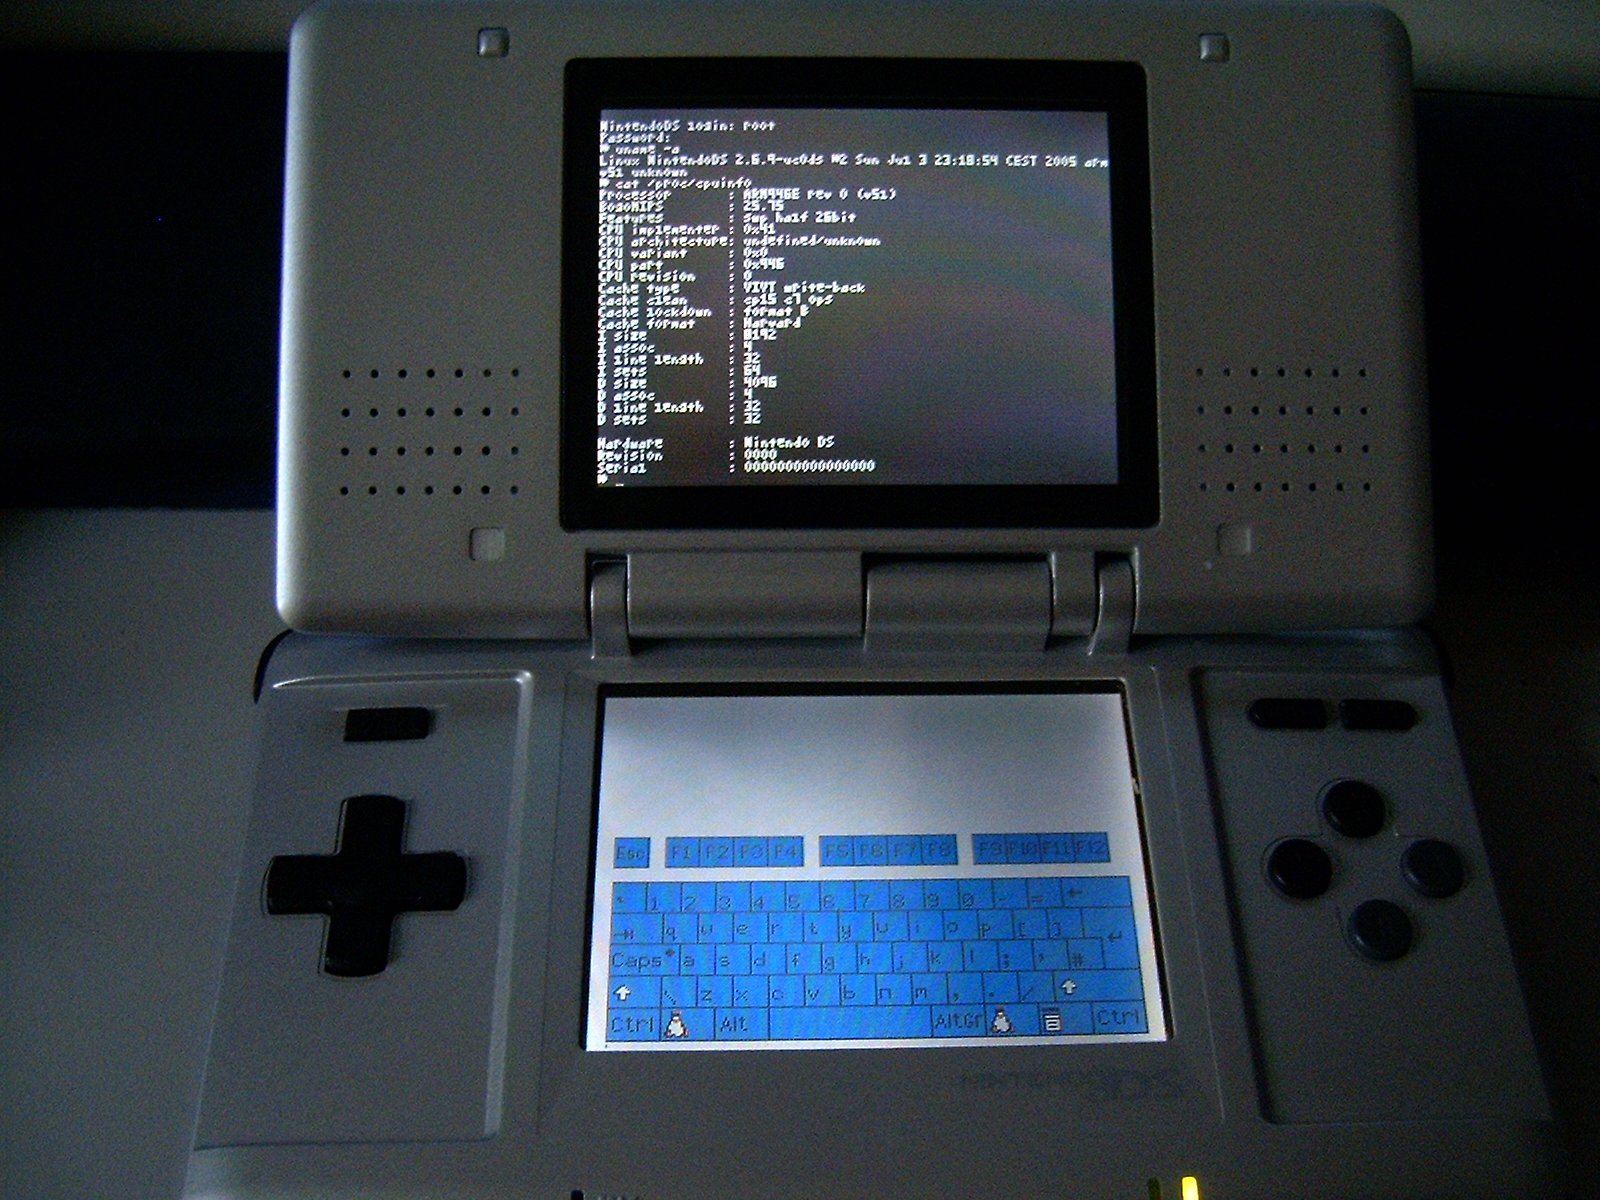 NintendoDS login: root
Password:
# uname -a
Linux NintendoDS 2.6.9-uc0ds #2 Sun Jul 3 23:18:54 CEST 2005 arm
v5l unknown
# cat /proc/cpuinfo
Processor : ARM946E rev 0 (v5l)
BogoMIPS : 25.75
Features : swp half 26bit
CPU implementer : 0x41
CPU architecture: undefined/unknown
CPU variant : 0x0
CPU part : 0x946
CPU revision : 0
Cache type : VIVT write-back
Cache clean : cp15 c7 ops
Cache lockdown : format B
Cache format : Harvard
I size : 8192
I assoc : 4
I line length : 32
I sets : 64
D size : 4096
D assoc : 4
D line length : 32
D sets : 32
Hardware : Nintendo DS
Revision : 0000
Serial : 0000000000000000
# _
Esc F1 F2 F3 F4 F5 F6 F7 F8 F9 F10 F11 F12
` 1 2 3 4 5 6 7 8 9 0 - = ←
q w e r t y u i o p [ ] ↵
Caps a s d f g h j k l ; ' #
⇧ \ z x c v b n m , . / ⇧
Ctrl Alt AltGr Ctrl
NINTENDO DS